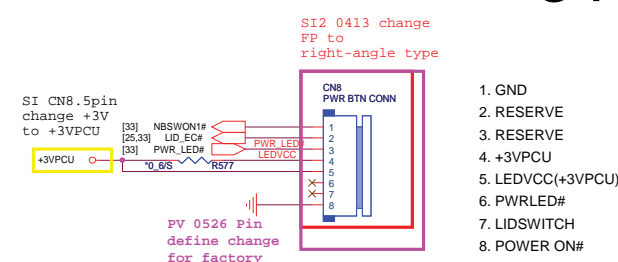 SI2 0413 change
FP to
right-angle type
CN8
PWR BTN CONN
SI CN8.5pin
change +3V
to +3VPCU
[33] NBSWON1#
[25,33] LID_EC#
[33] PWR_LED#
PWR_LED#
LEDVCC
+3VPCU
*0_6/S R577
1
2
3
4
5
6
7
8
PV 0526 Pin
define change
for factory
1. GND
2. RESERVE
3. RESERVE
4. +3VPCU
5. LEDVCC(+3VPCU)
6. PWRLED#
7. LIDSWITCH
8. POWER ON#